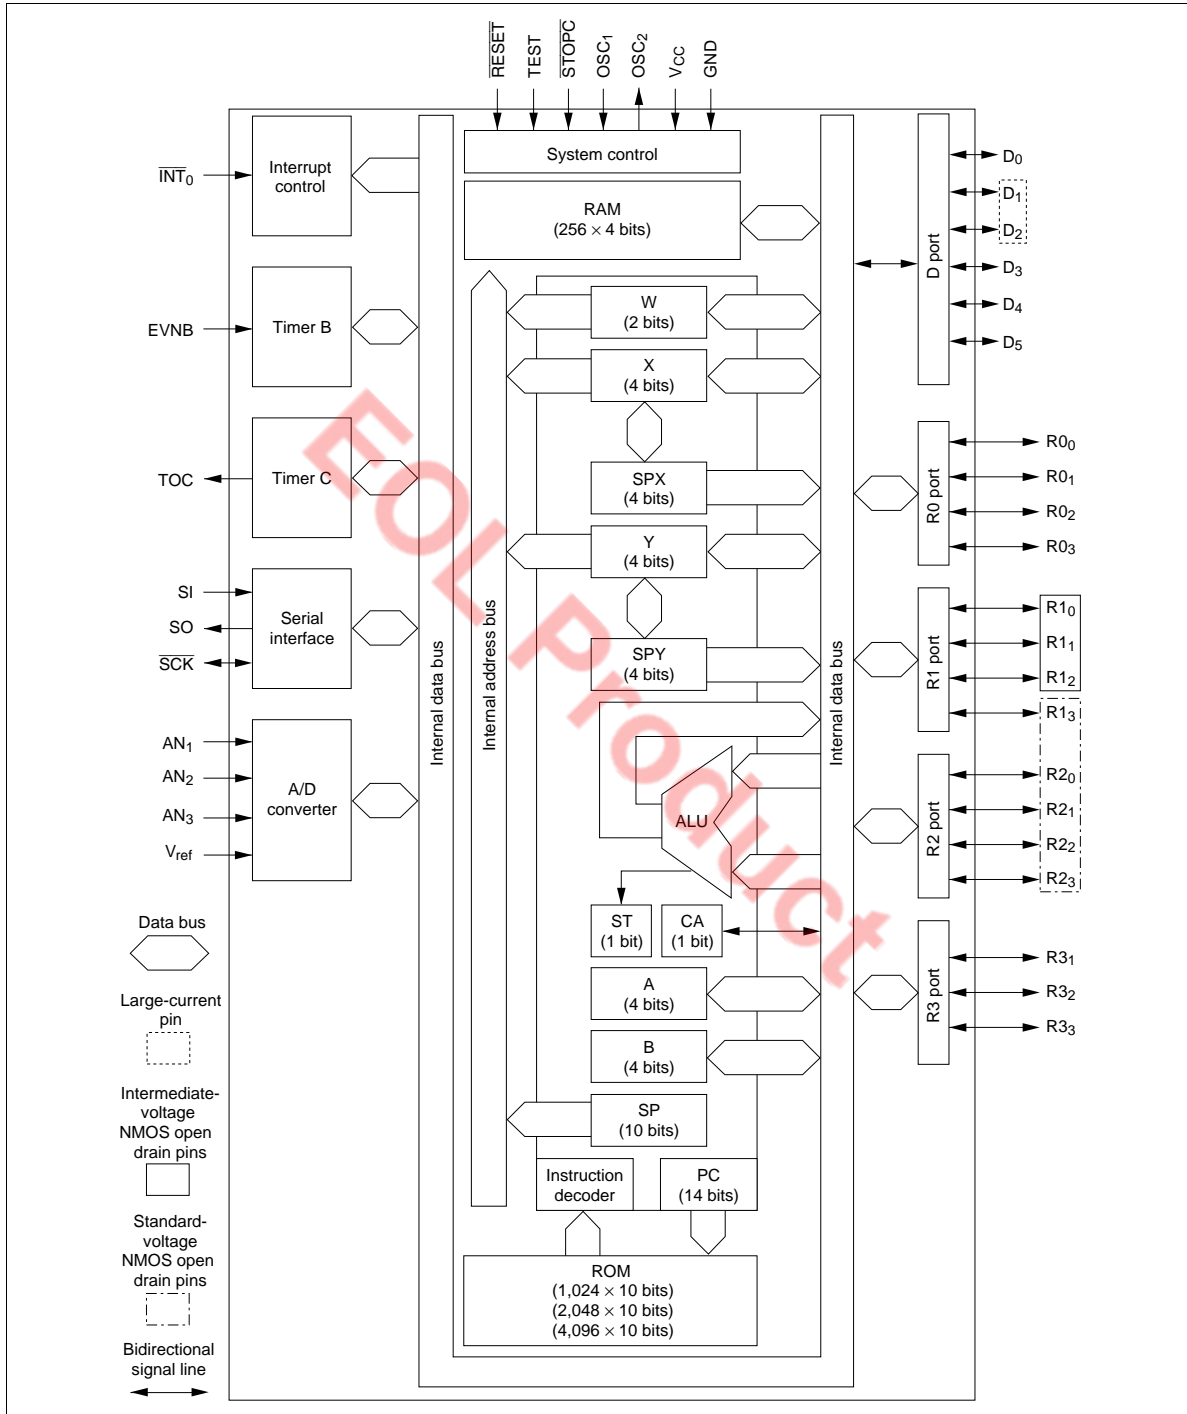 RESET
TEST
STOPC
OSC1
OSC2
VCC
GND
System control
RAM
(256 × 4 bits)
INT0
Interrupt
control
EVNB
Timer B
TOC
Timer C
SI
SO
SCK
Serial
interface
AN1
AN2
AN3
Vref
A/D
converter
Internal data bus
Internal address bus
W
(2 bits)
X
(4 bits)
SPX
(4 bits)
Y
(4 bits)
SPY
(4 bits)
ALU
ST
(1 bit)
CA
(1 bit)
A
(4 bits)
B
(4 bits)
SP
(10 bits)
Instruction
decoder
PC
(14 bits)
ROM
(1,024 × 10 bits)
(2,048 × 10 bits)
(4,096 × 10 bits)
Internal data bus
D port
D0
D1
D2
D3
D4
D5
R0 port
R00
R01
R02
R03
R1 port
R10
R11
R12
R13
R2 port
R20
R21
R22
R23
R3 port
R31
R32
R33
Data bus
Large-current
pin
Intermediate-
voltage
NMOS open
drain pins
Standard-
voltage
NMOS open
drain pins
Bidirectional
signal line
EOL Product